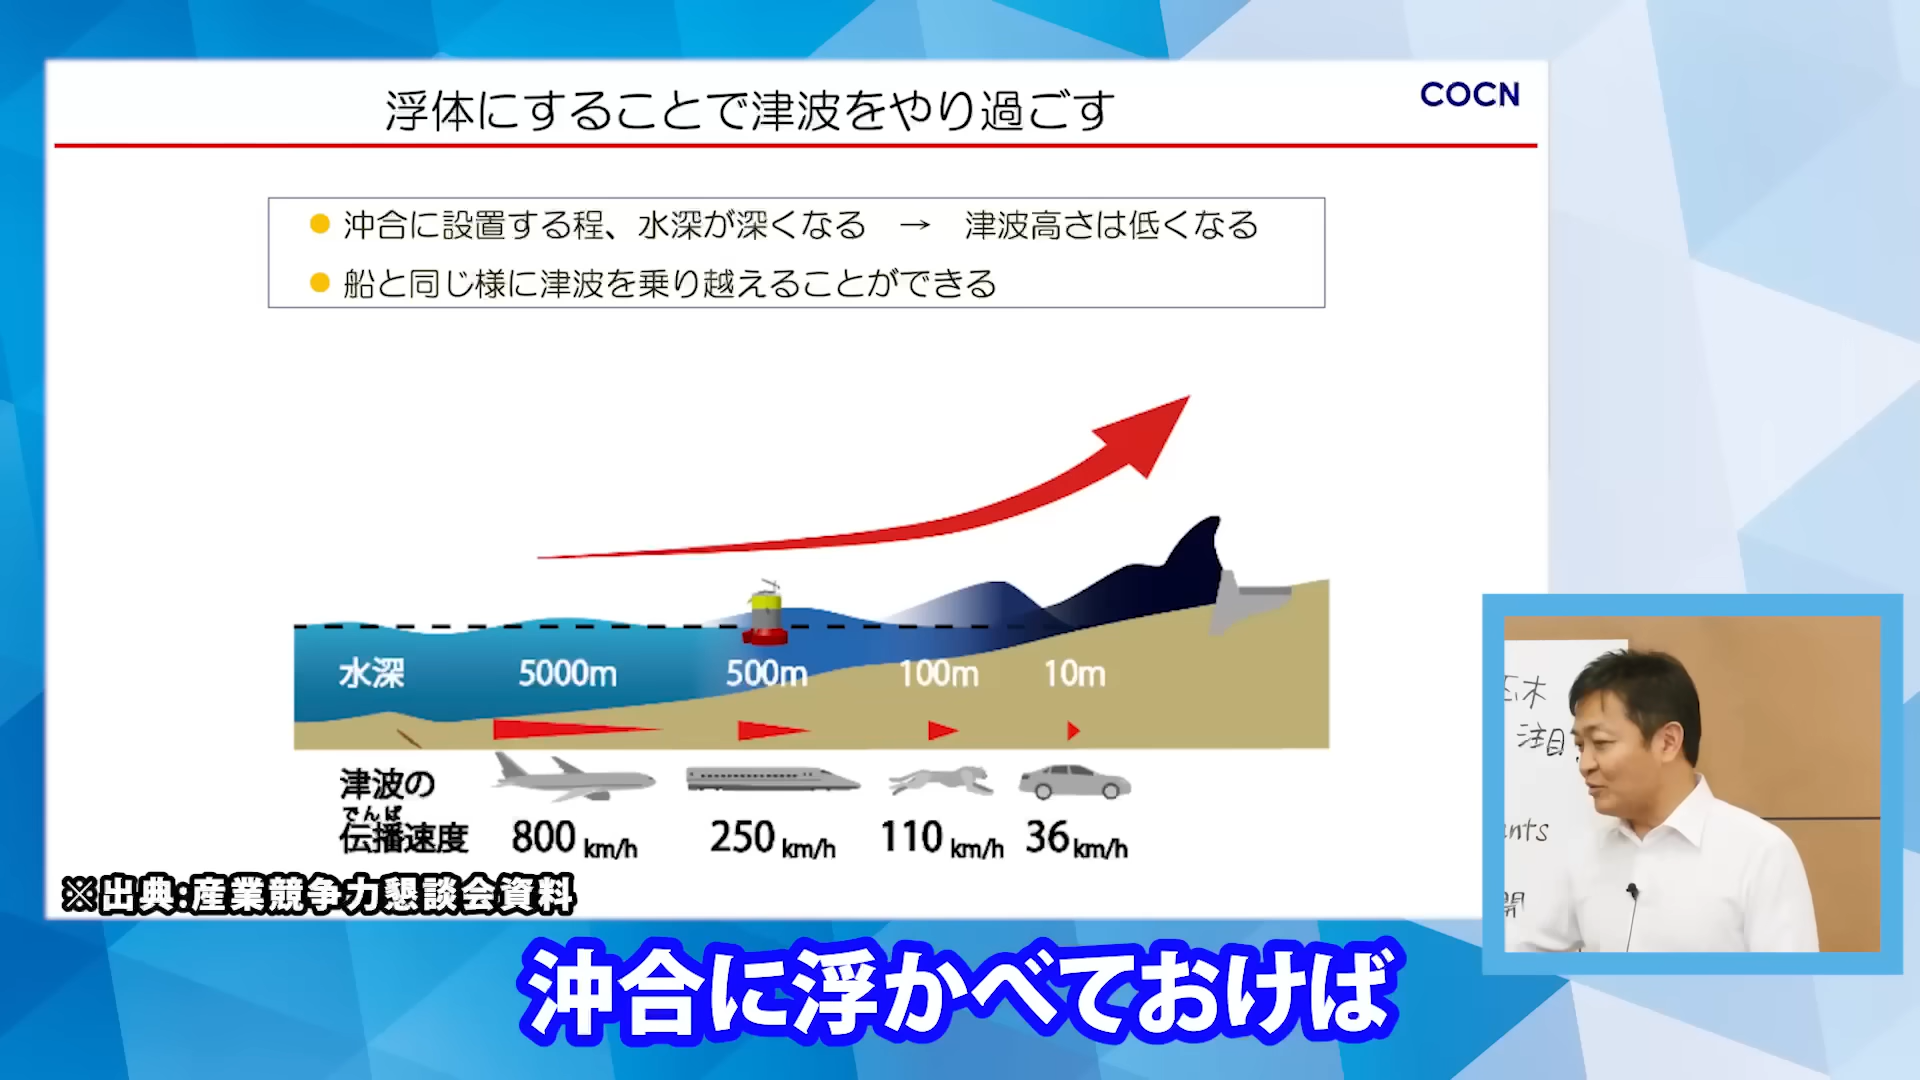 浮体にすることで津波をやり過ごす
COCN
沖合に設置する程、水深が深くなる　→　津波高さは低くなる
船と同じ様に津波を乗り越えることができる
水深 5000m 500m 100m 10m
津波の
でんぱ
伝播速度 800 km/h 250 km/h 110 km/h 36 km/h
※出典:産業競争力懇談会資料
沖合に浮かべておけば
木
注目
nts
開